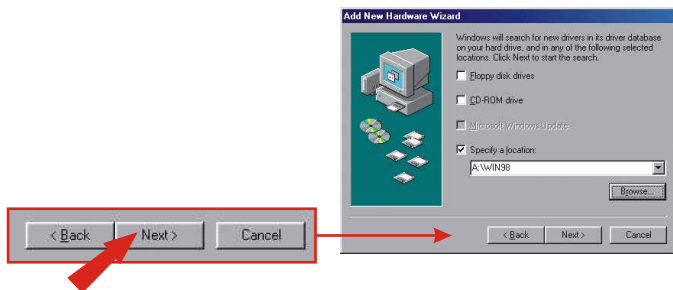 Add New Hardware Wizard
Windows will search for new drivers in its driver database
on your hard drive, and in any of the following selected
locations. Click Next to start the search.
Floppy disk drives
CD-ROM drive
Microsoft Windows Update
Specify a location:
A:\WIN98
Browse...
< Back Next > Cancel
< Back Next > Cancel